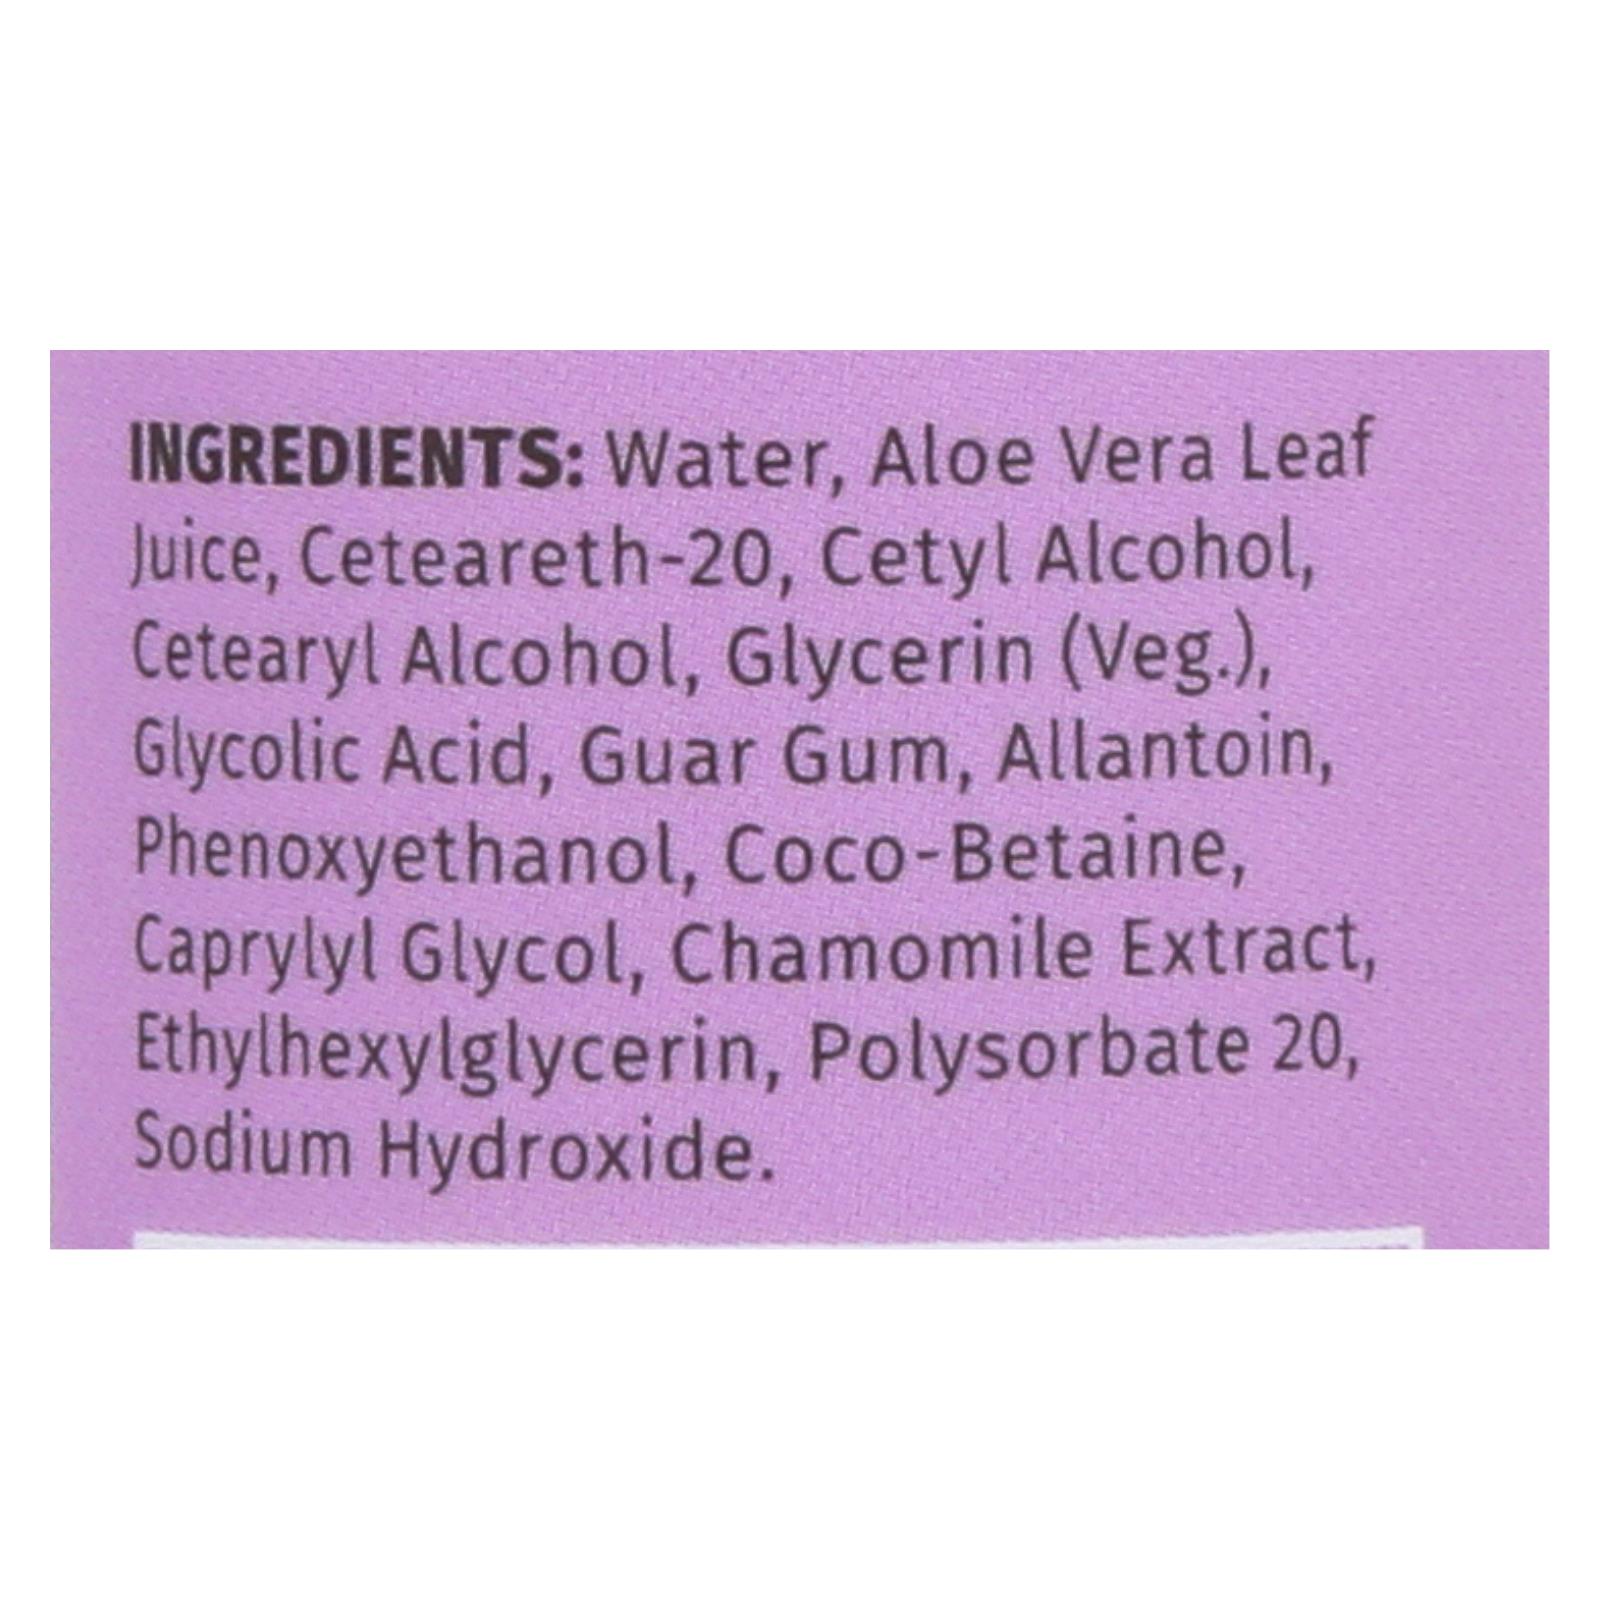 INGREDIENTS: Water, Aloe Vera Leaf
Juice, Ceteareth-20, Cetyl Alcohol,
Cetearyl Alcohol, Glycerin (Veg.),
Glycolic Acid, Guar Gum, Allantoin,
Phenoxyethanol, Coco-Betaine,
Caprylyl Glycol, Chamomile Extract,
Ethylhexylglycerin, Polysorbate 20,
Sodium Hydroxide.